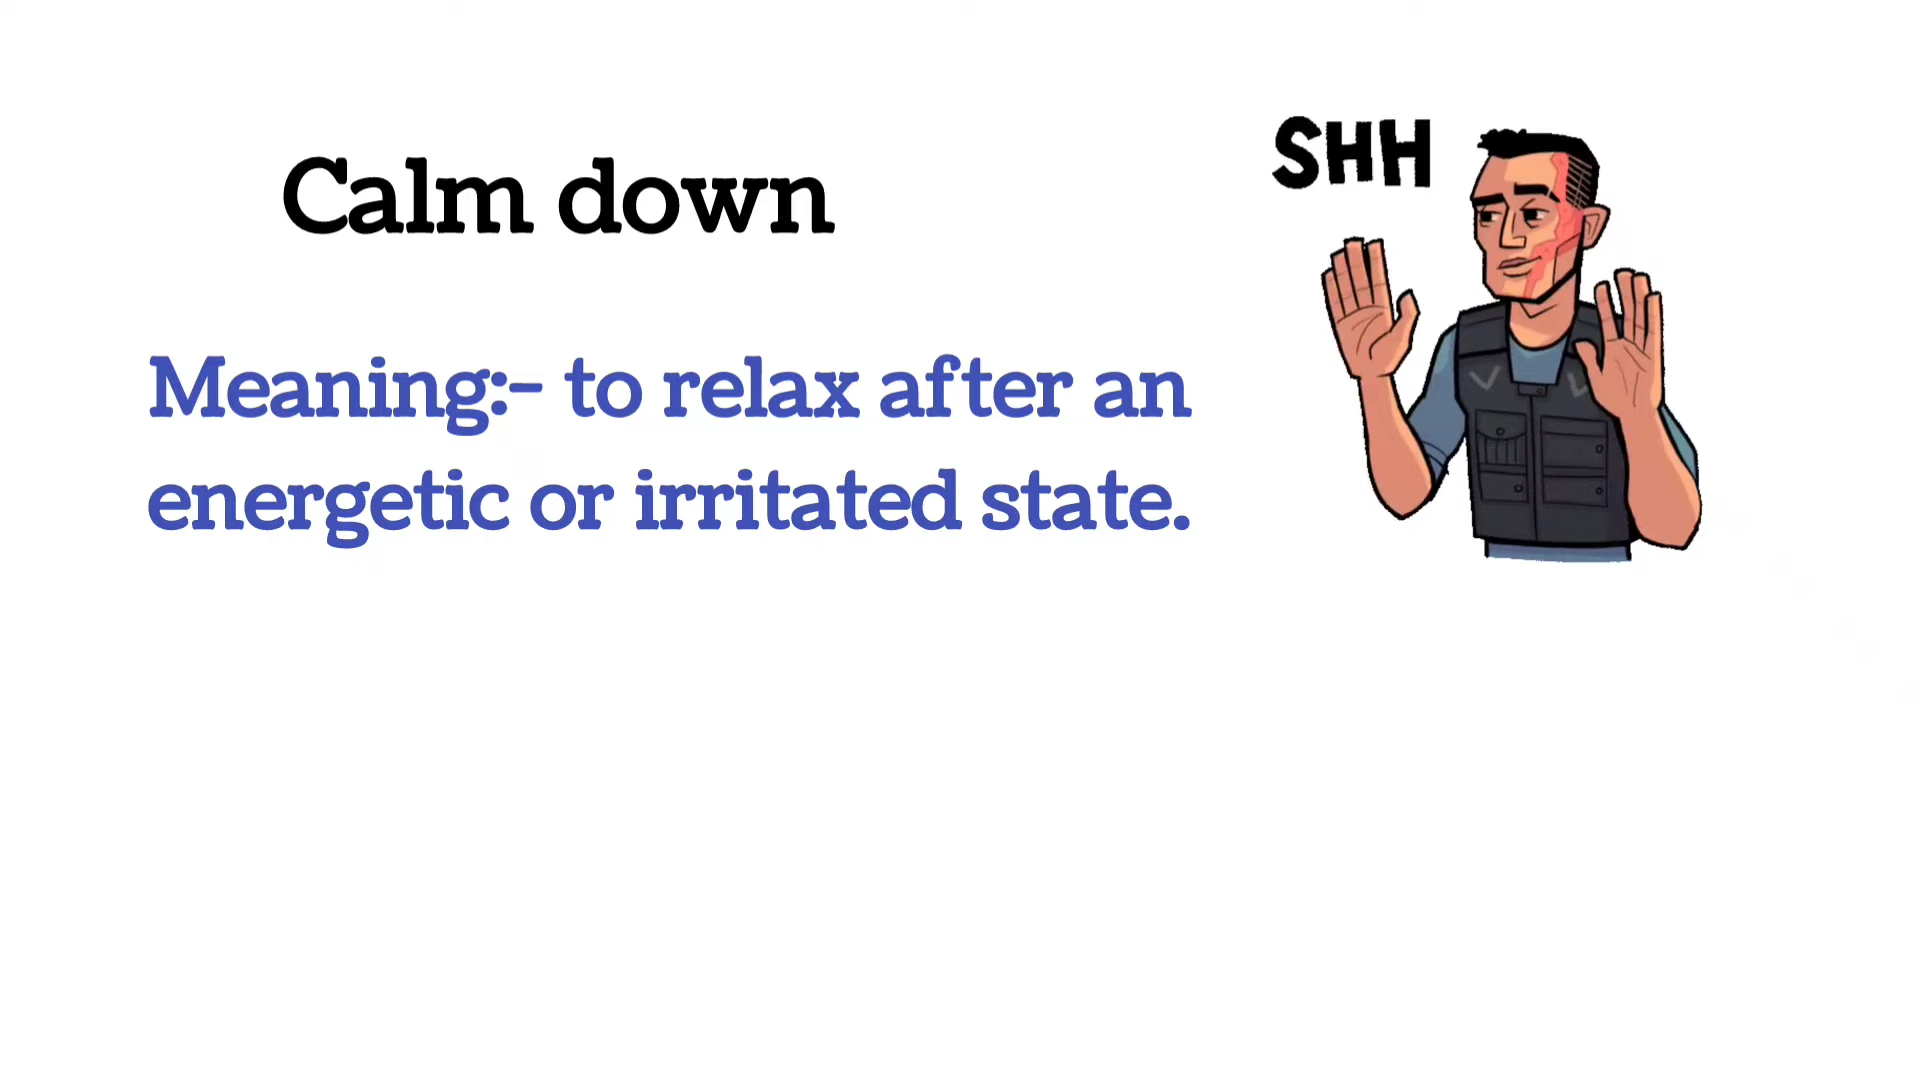 Calm down
SHH
Meaning:- to relax after an
energetic or irritated state.